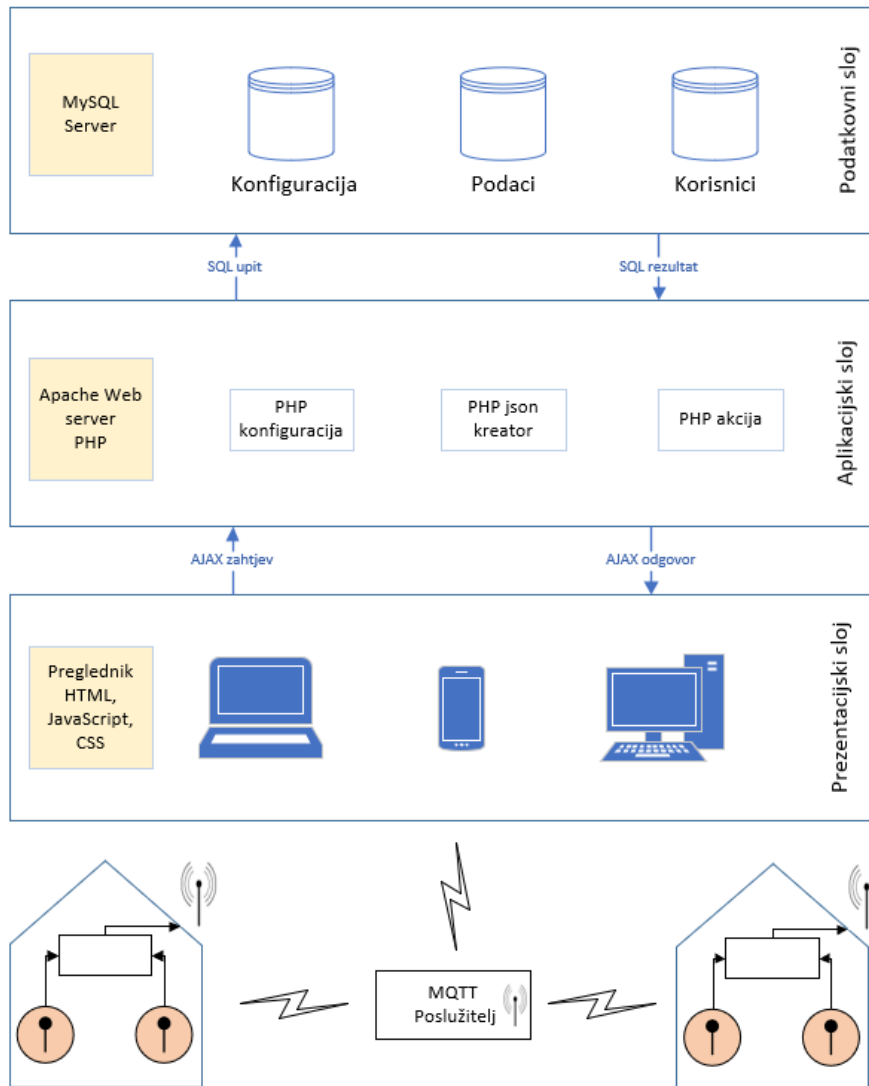 MySQL
Server
Konfiguracija
Podaci
Korisnici
Podatkovni sloj
SQL upit
SQL rezultat
Apache Web
server
PHP
PHP
konfiguracija
PHP json
kreator
PHP akcija
Aplikacijski sloj
AJAX zahtjev
AJAX odgovor
Preglednik
HTML,
JavaScript,
CSS
Prezentacijski sloj
MQTT
Poslužitelj